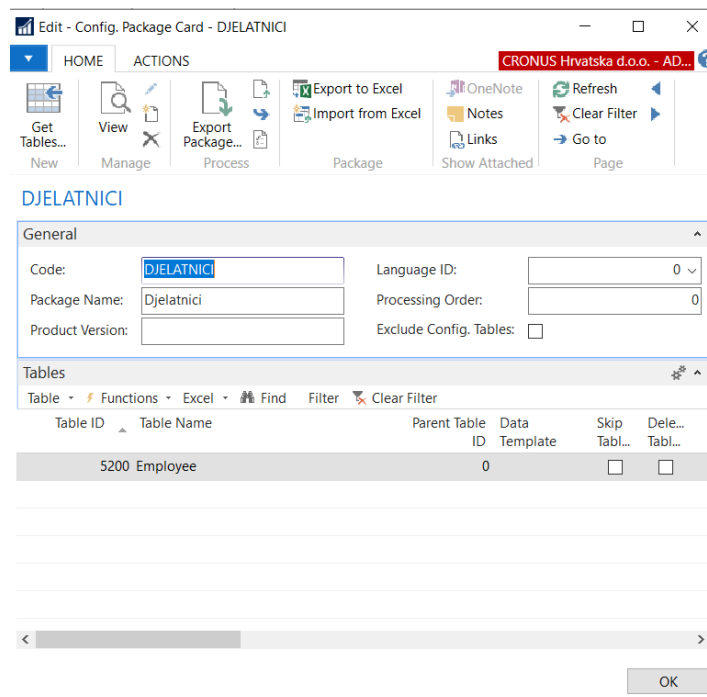 Edit - Config. Package Card - DJELATNICI
HOME ACTIONS CRONUS Hrvatska d.o.o. - AD... ?
Get Tables... View Export Package... Export to Excel Import from Excel OneNote Notes Links Refresh Clear Filter Go to
New Manage Process Package Show Attached Page
DJELATNICI
General
Code: DJELATNICI Language ID: 0
Package Name: Djelatnici Processing Order: 0
Product Version: Exclude Config. Tables:
Tables
Table Functions Excel Find Filter Clear Filter
Table ID Table Name Parent Table ID Data Template Skip Tabl... Dele... Tabl...
5200 Employee 0
OK